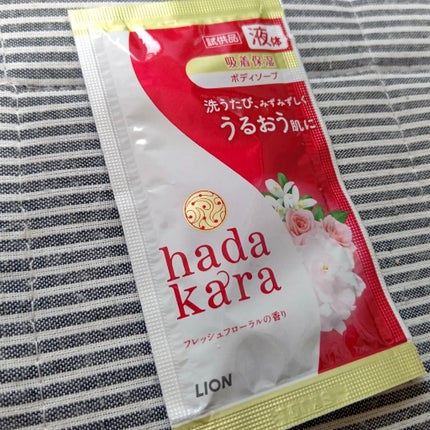 試供品 液体
吸着保湿
ボディソープ
洗うたび、みずみずしく
うるおう肌に
hada
kara
フレッシュフローラルの香り
LION